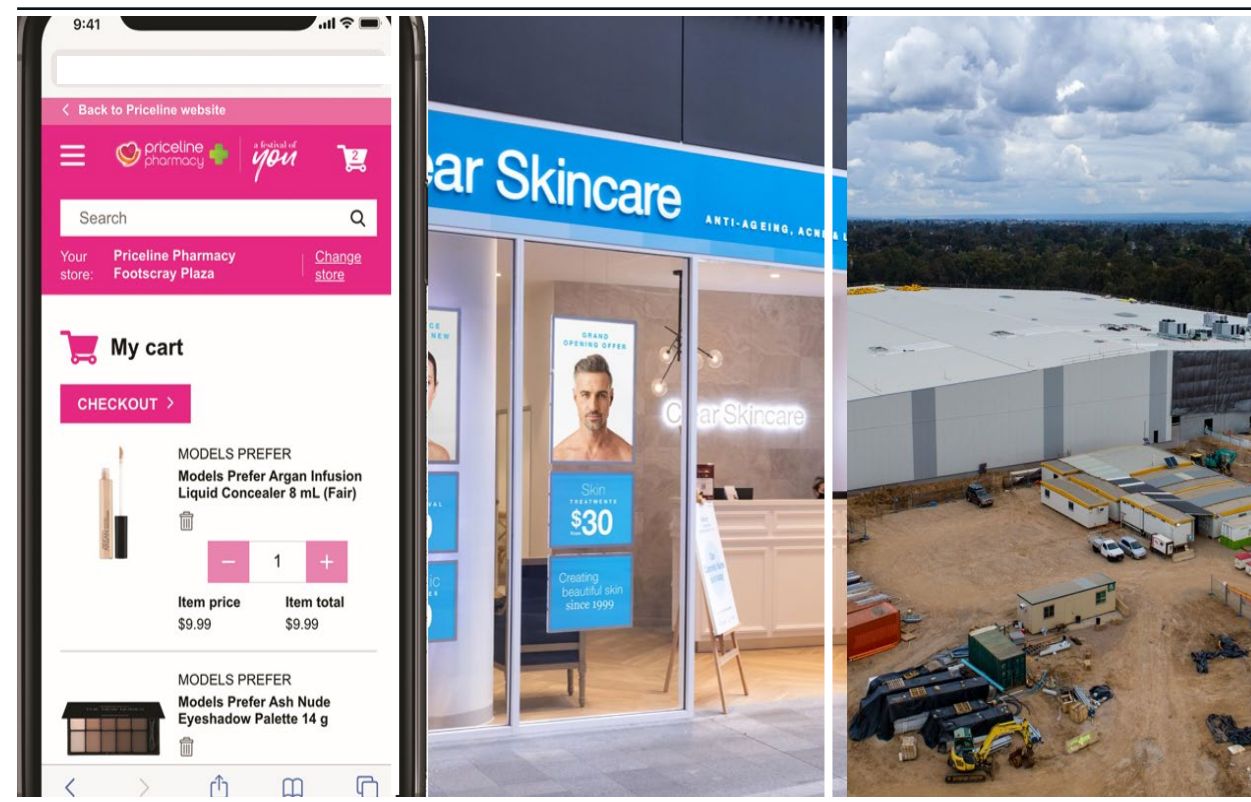 9:41
Back to Priceline website
priceline
pharmacy
a festival of
you
2
Search
Your
store:
Priceline Pharmacy
Footscray Plaza
Change
store
My cart
CHECKOUT
MODELS PREFER
Models Prefer Argan Infusion
Liquid Concealer 8 mL (Fair)
1
Item price
Item total
$9.99
$9.99
MODELS PREFER
Models Prefer Ash Nude
Eyeshadow Palette 14 g
ear Skincare
ANTI-AGEING, ACNE & L
GRAND
OPENING OFFER
Clear Skincare
Skin
TREATMENTS
$30
Creating
beautiful skin
since 1999